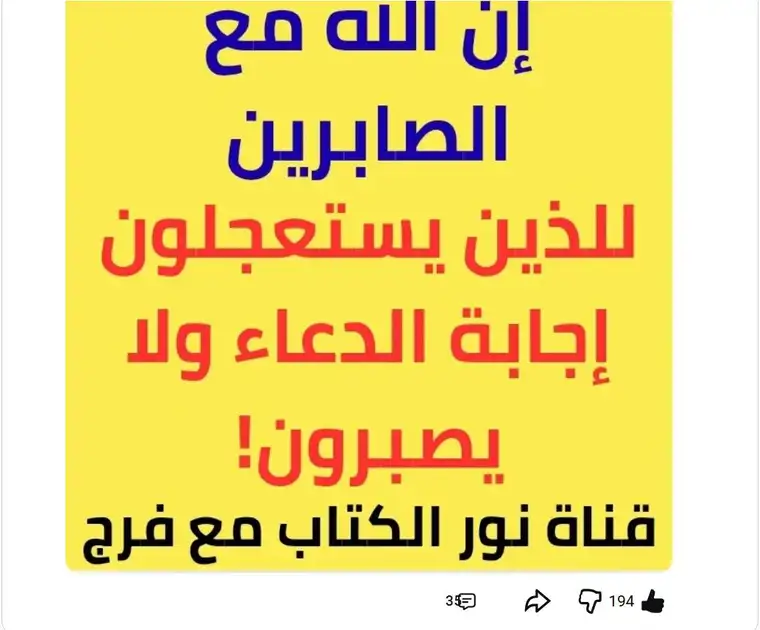 إن الله مع
الصابرين
للذين يستعجلون
إجابة الدعاء ولا
يصبرون!
قناة نور الكتاب مع فرج
35 194